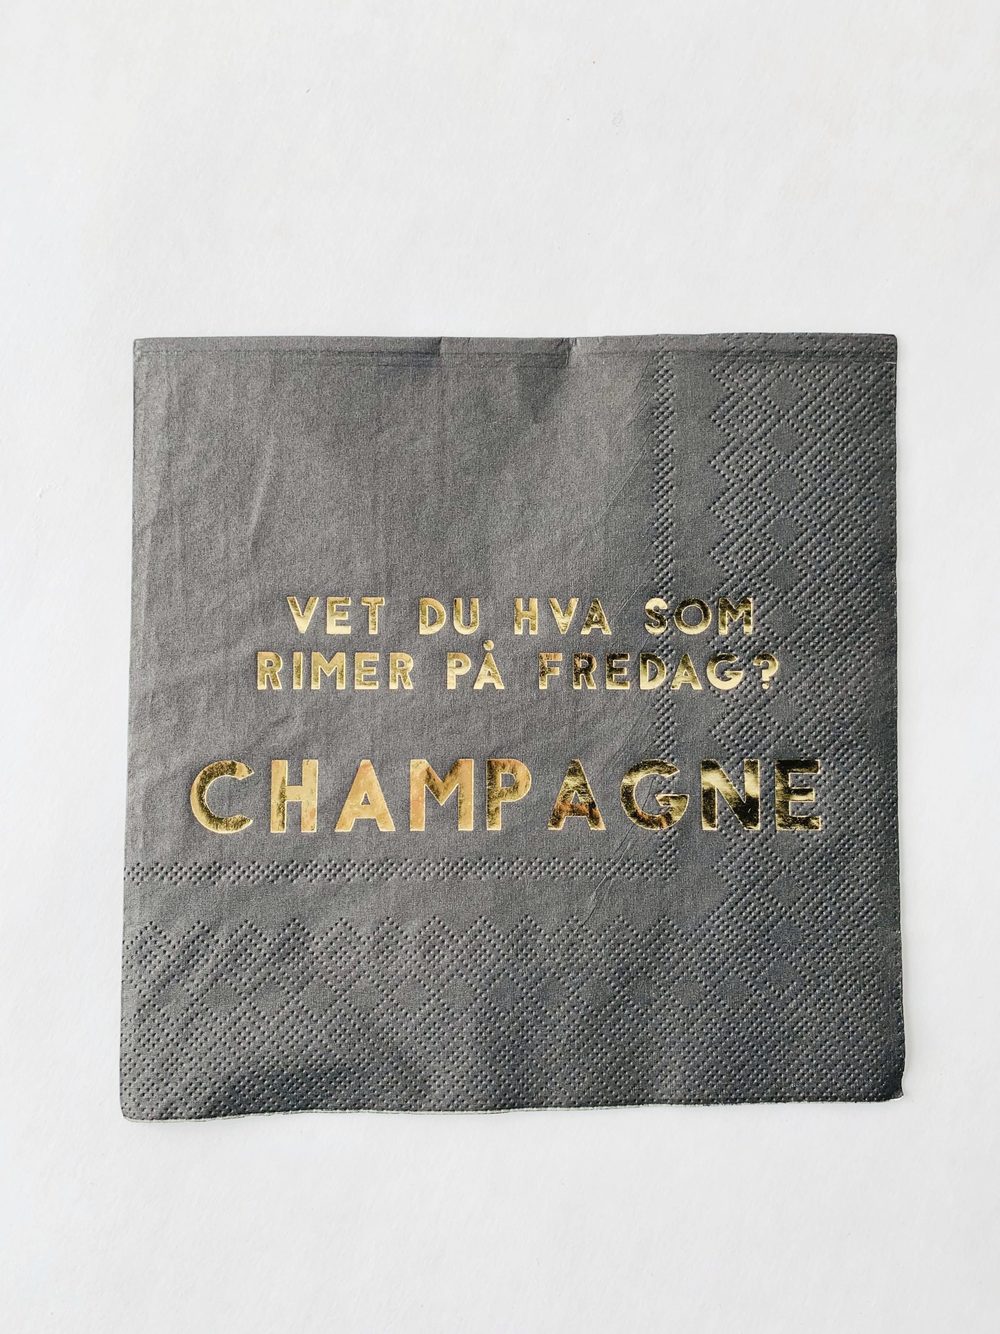 VET DU HVA SOM
RIMER PÅ FREDAG?
CHAMPAGNE